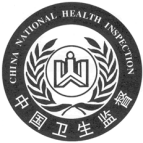 CHINA NATIONAL HEALTH INSPECTION
中国卫生监督